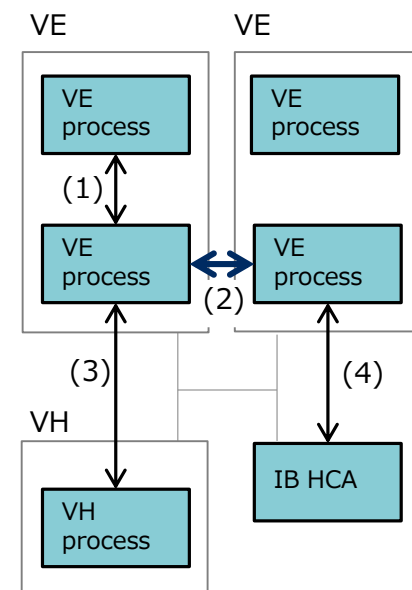 VE
VE
VE
process
VE
process
(1)
VE
process
VE
process
(2)
(3)
(4)
VH
VH
process
IB HCA